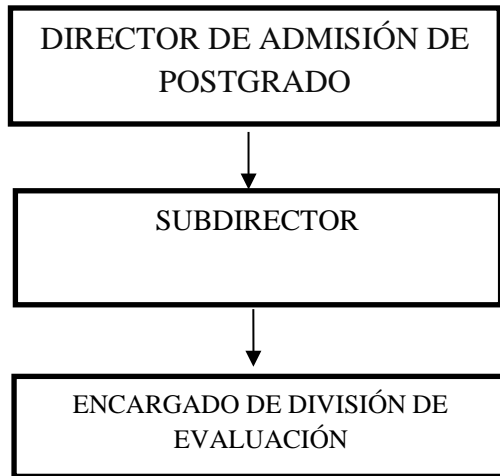 DIRECTOR DE ADMISIÓN DE
POSTGRADO
SUBDIRECTOR
ENCARGADO DE DIVISIÓN DE
EVALUACIÓN